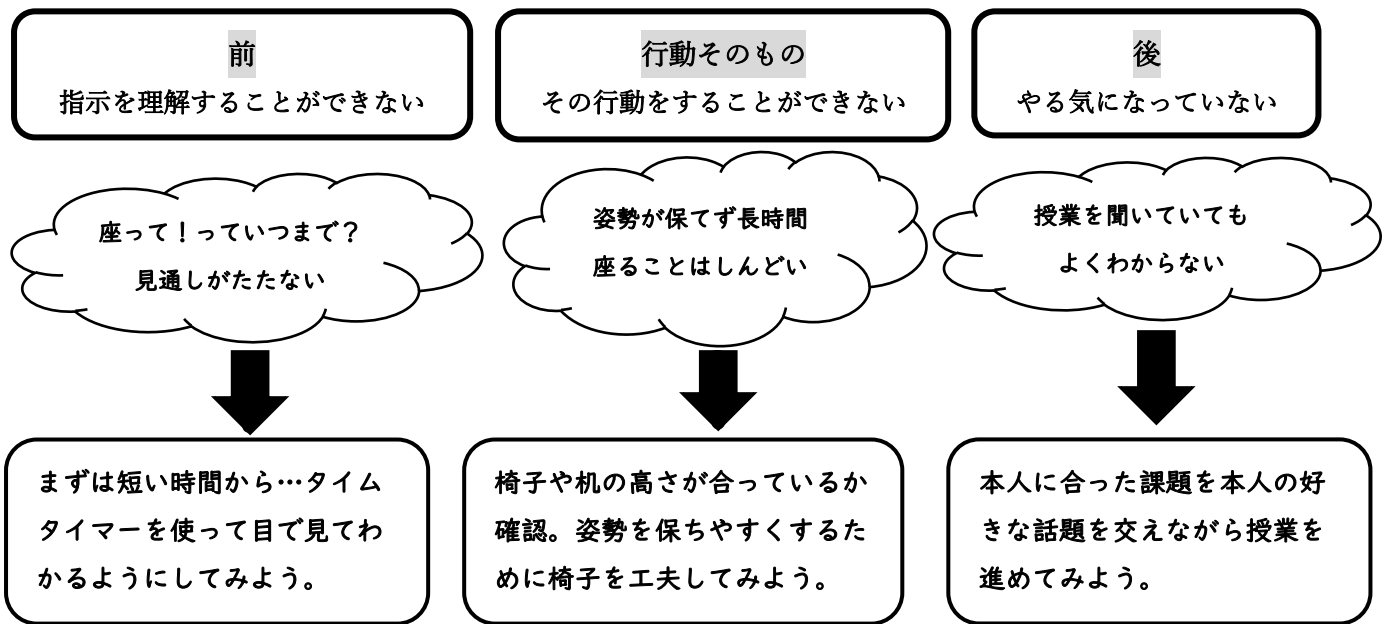 前
指示を理解することができない
行動そのもの
その行動をすることができない
後
やる気になっていない
座って！っていつまで？
見通しがたたない
姿勢が保てず長時間
座ることはしんどい
授業を聞いていても
よくわからない
まずは短い時間から…タイム
タイマーを使って目で見てわ
かるようにしてみよう。
椅子や机の高さが合っているか
確認。姿勢を保ちやすくするた
めに椅子を工夫してみよう。
本人に合った課題を本人の好
きな話題を交えながら授業を
進めてみよう。